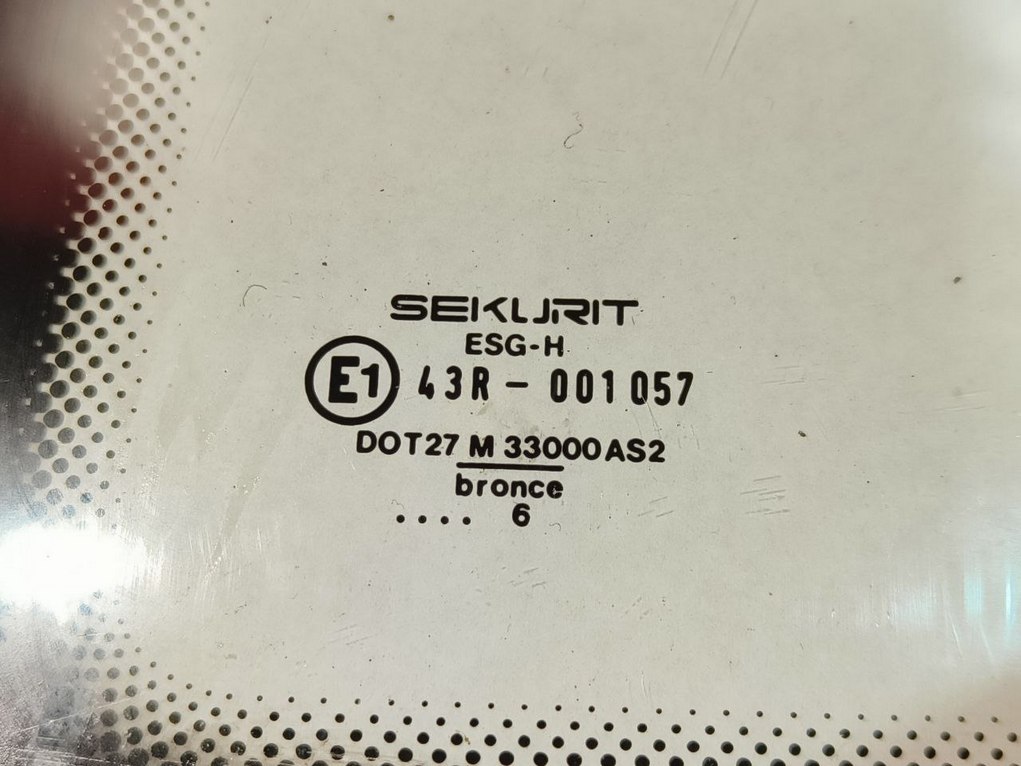 SEKURIT
ESG-H
E1 43R - 001057
DOT27 M 33000AS2
bronce
.... 6